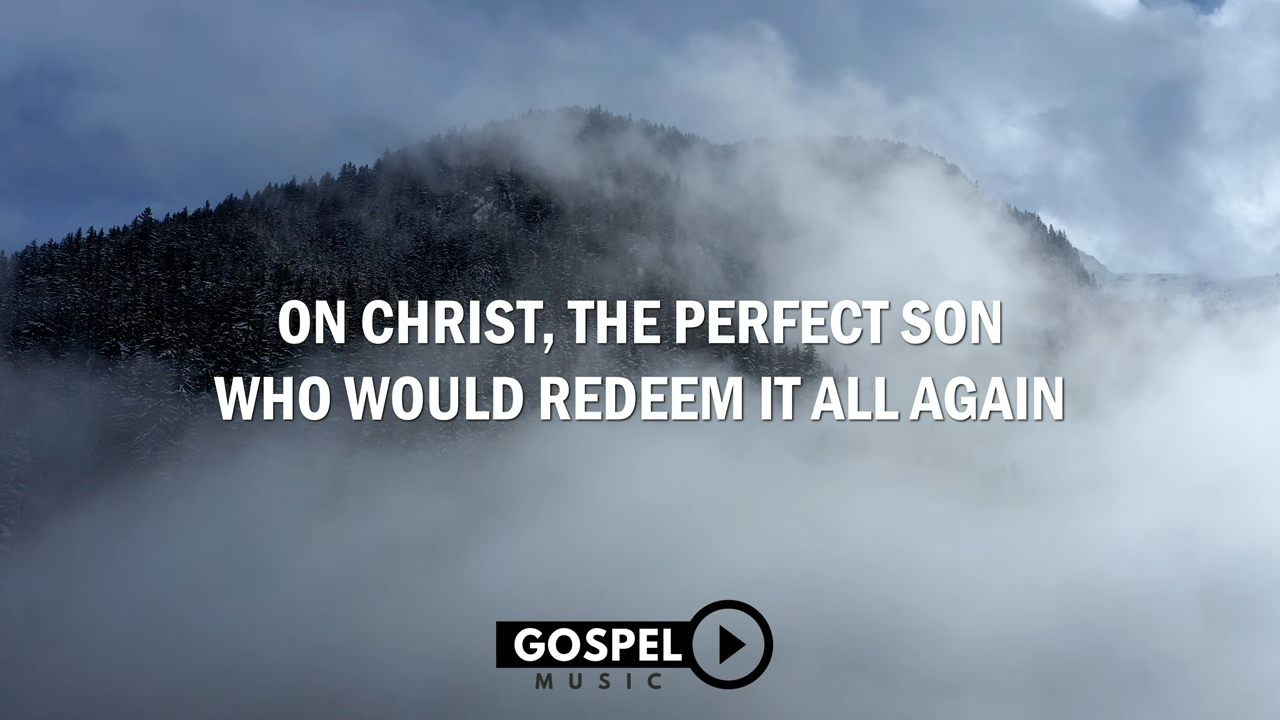 ON CHRIST, THE PERFECT SON
WHO WOULD REDEEM IT ALL AGAIN
GOSPEL
MUSIC